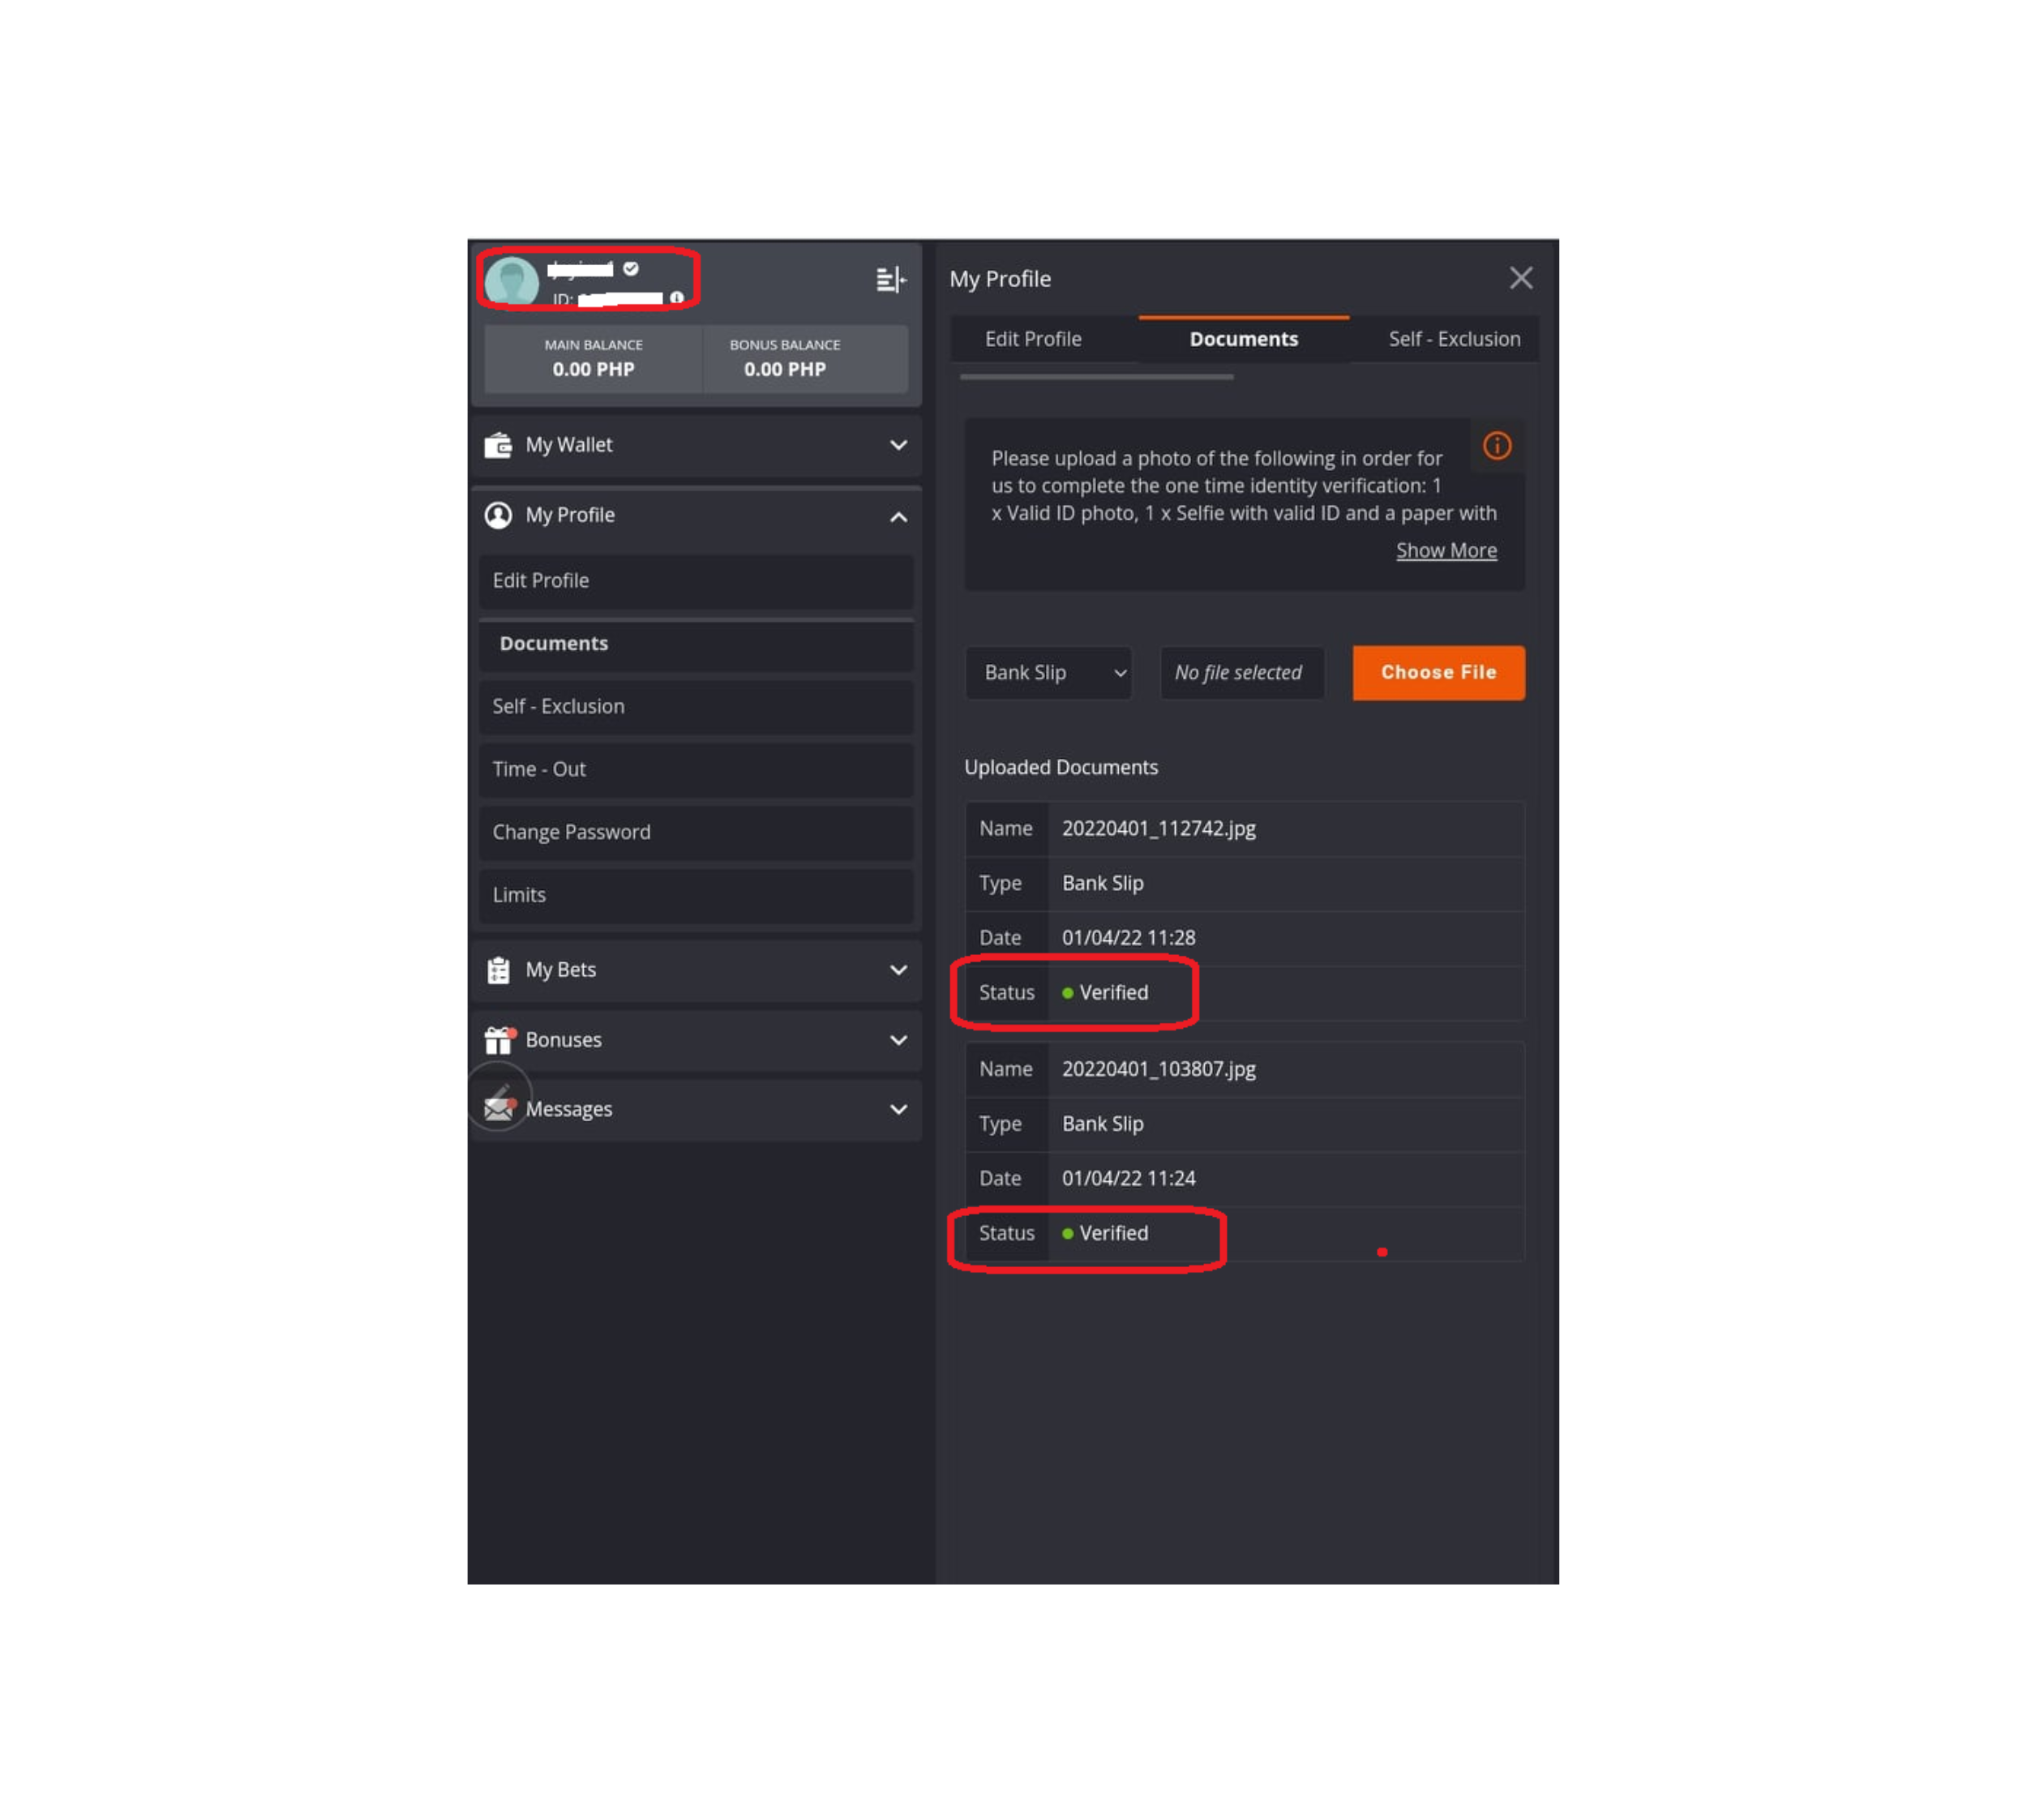 ID:
MAIN BALANCE
0.00 PHP
BONUS BALANCE
0.00 PHP
My Wallet
My Profile
Edit Profile
Documents
Self - Exclusion
Time - Out
Change Password
Limits
My Bets
Bonuses
Messages
My Profile
Edit Profile
Documents
Self - Exclusion
Please upload a photo of the following in order for
us to complete the one time identity verification: 1
x Valid ID photo, 1 x Selfie with valid ID and a paper with
Show More
Bank Slip
No file selected
Choose File
Uploaded Documents
Name 20220401_112742.jpg
Type Bank Slip
Date 01/04/22 11:28
Status Verified
Name 20220401_103807.jpg
Type Bank Slip
Date 01/04/22 11:24
Status Verified